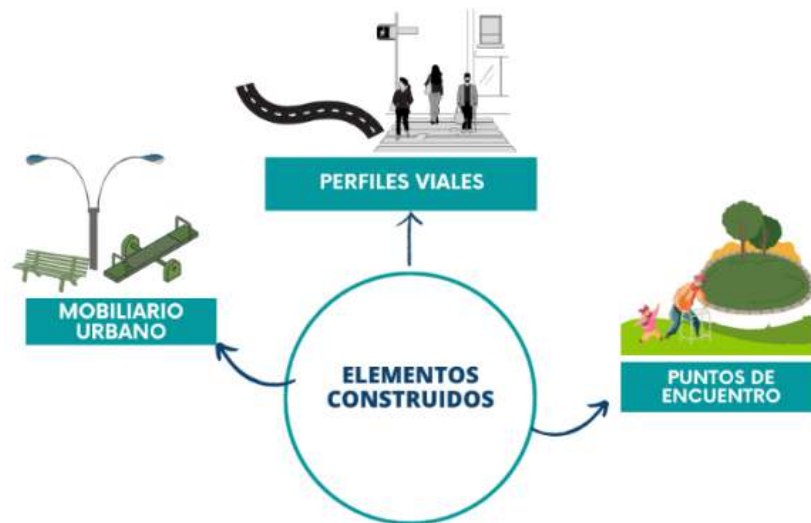 PERFILES VIALES
MOBILIARIO
URBANO
ELEMENTOS
CONSTRUIDOS
PUNTOS DE
ENCUENTRO